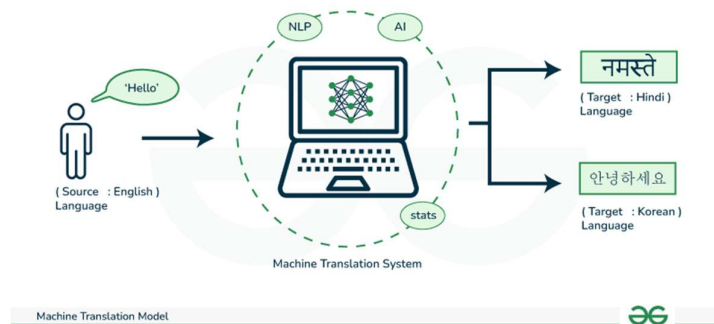 NLP
AI
'Hello'
( Source : English )
Language
नमस्ते
( Target : Hindi )
Language
안녕하세요
( Target : Korean )
Language
stats
Machine Translation System
Machine Translation Model